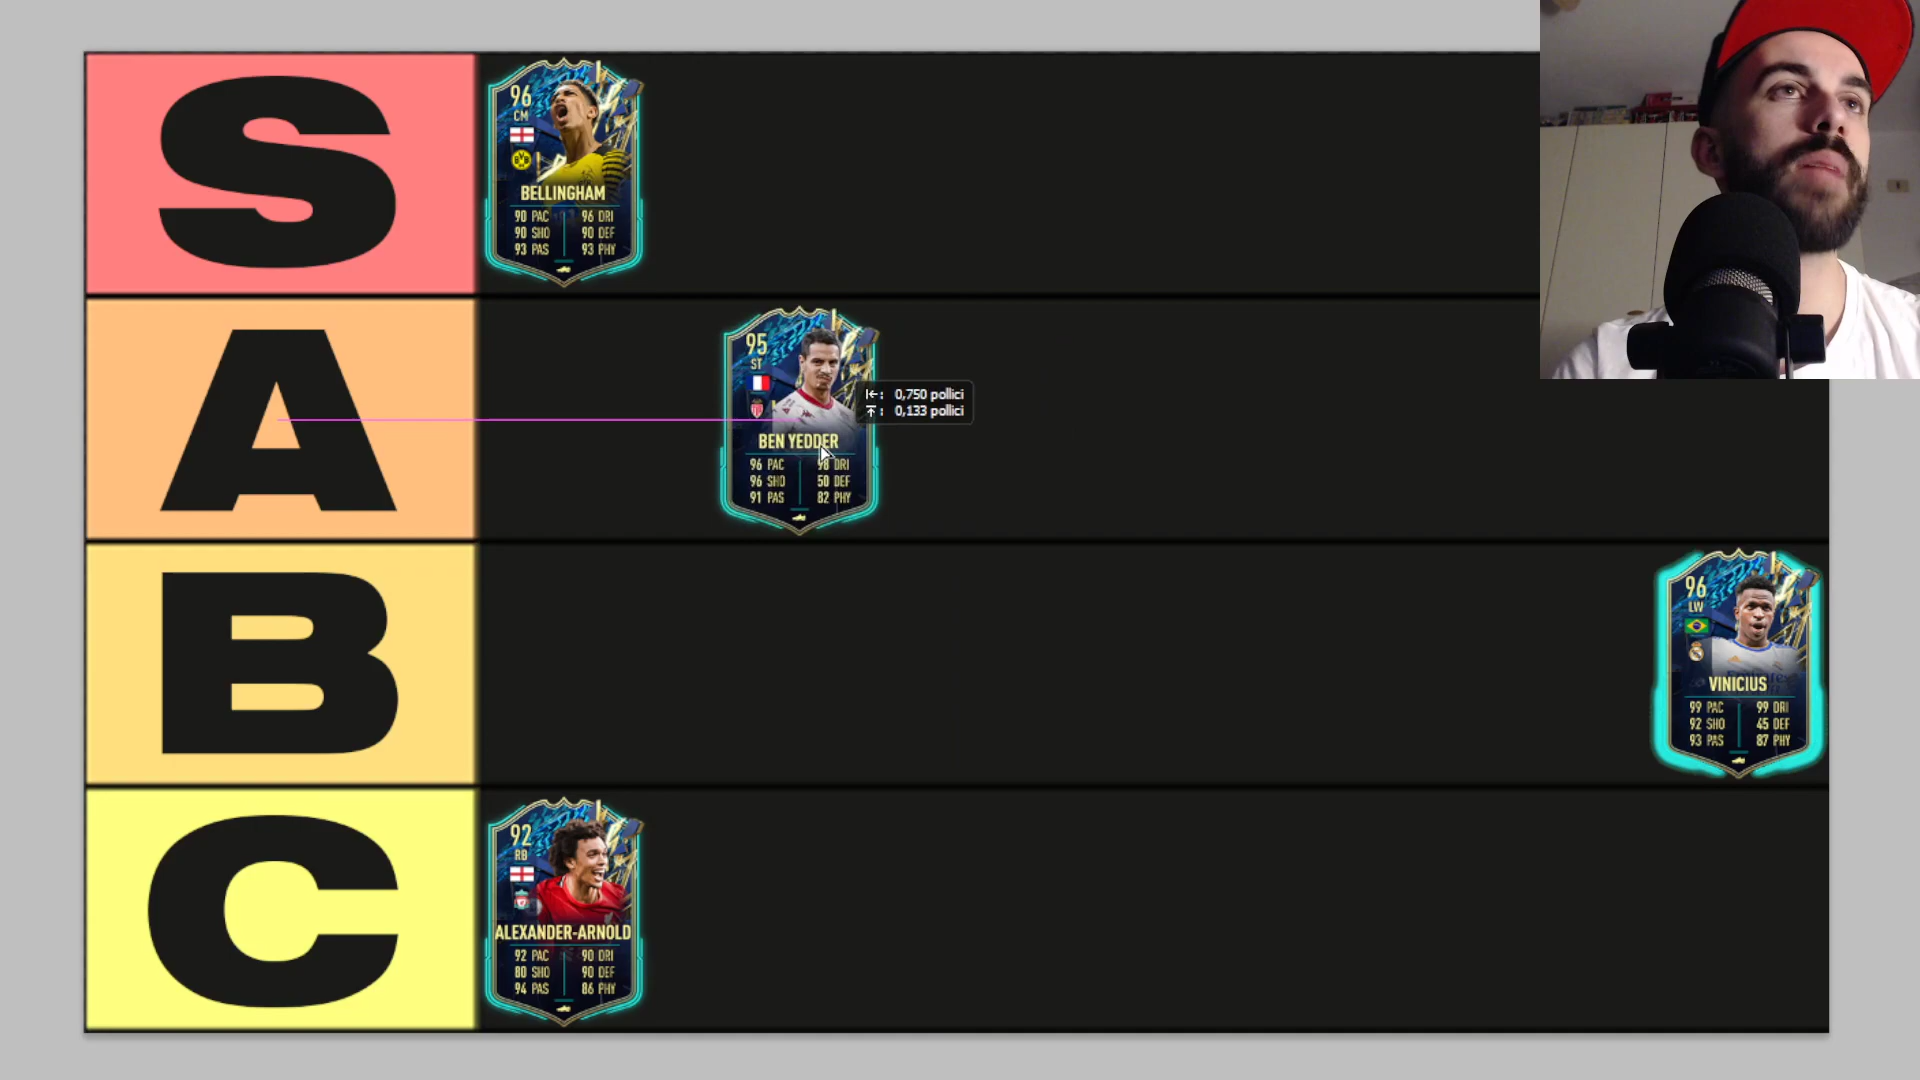 S
96
CM
BELLINGHAM
90 PAC 96 DRI
90 SHO 90 DEF
93 PAS 93 PHY
A
95
ST
BEN YEDDER
96 PAC 98 DRI
96 SHO 50 DEF
91 PAS 82 PHY
0,750 pollici
0,133 pollici
B
96
LW
VINICIUS
99 PAC 99 DRI
92 SHO 45 DEF
93 PAS 87 PHY
C
92
RB
ALEXANDER-ARNOLD
92 PAC 90 DRI
80 SHO 90 DEF
94 PAS 86 PHY